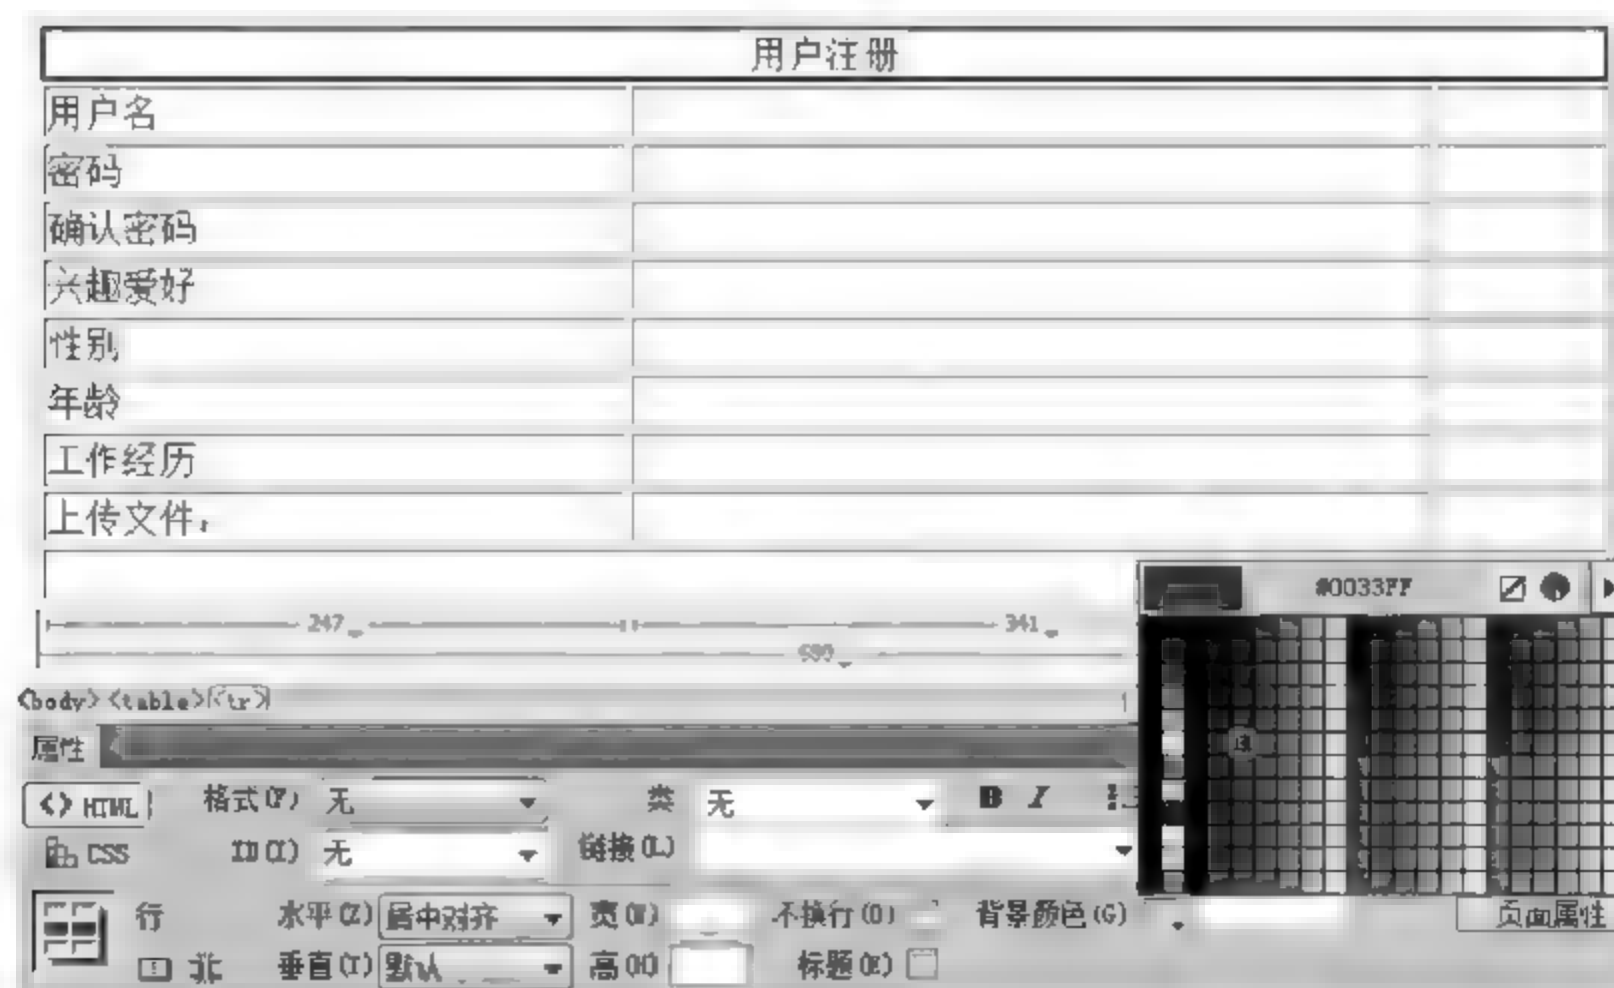 用户注册
用户名
密码
确认密码
兴趣爱好
性别
年龄
工作经历
上传文件:
#0033FF
247 341
<body> <table> <tr>
属性
<> HTML 格式(F) 无 类 无 B I
CSS ID(I) 无 链接(L)
行 水平(Z) 居中对齐 宽(W) 不换行(O) 背景颜色(G) 页面属性
垂直(T) 默认 高(H) 标题(E)